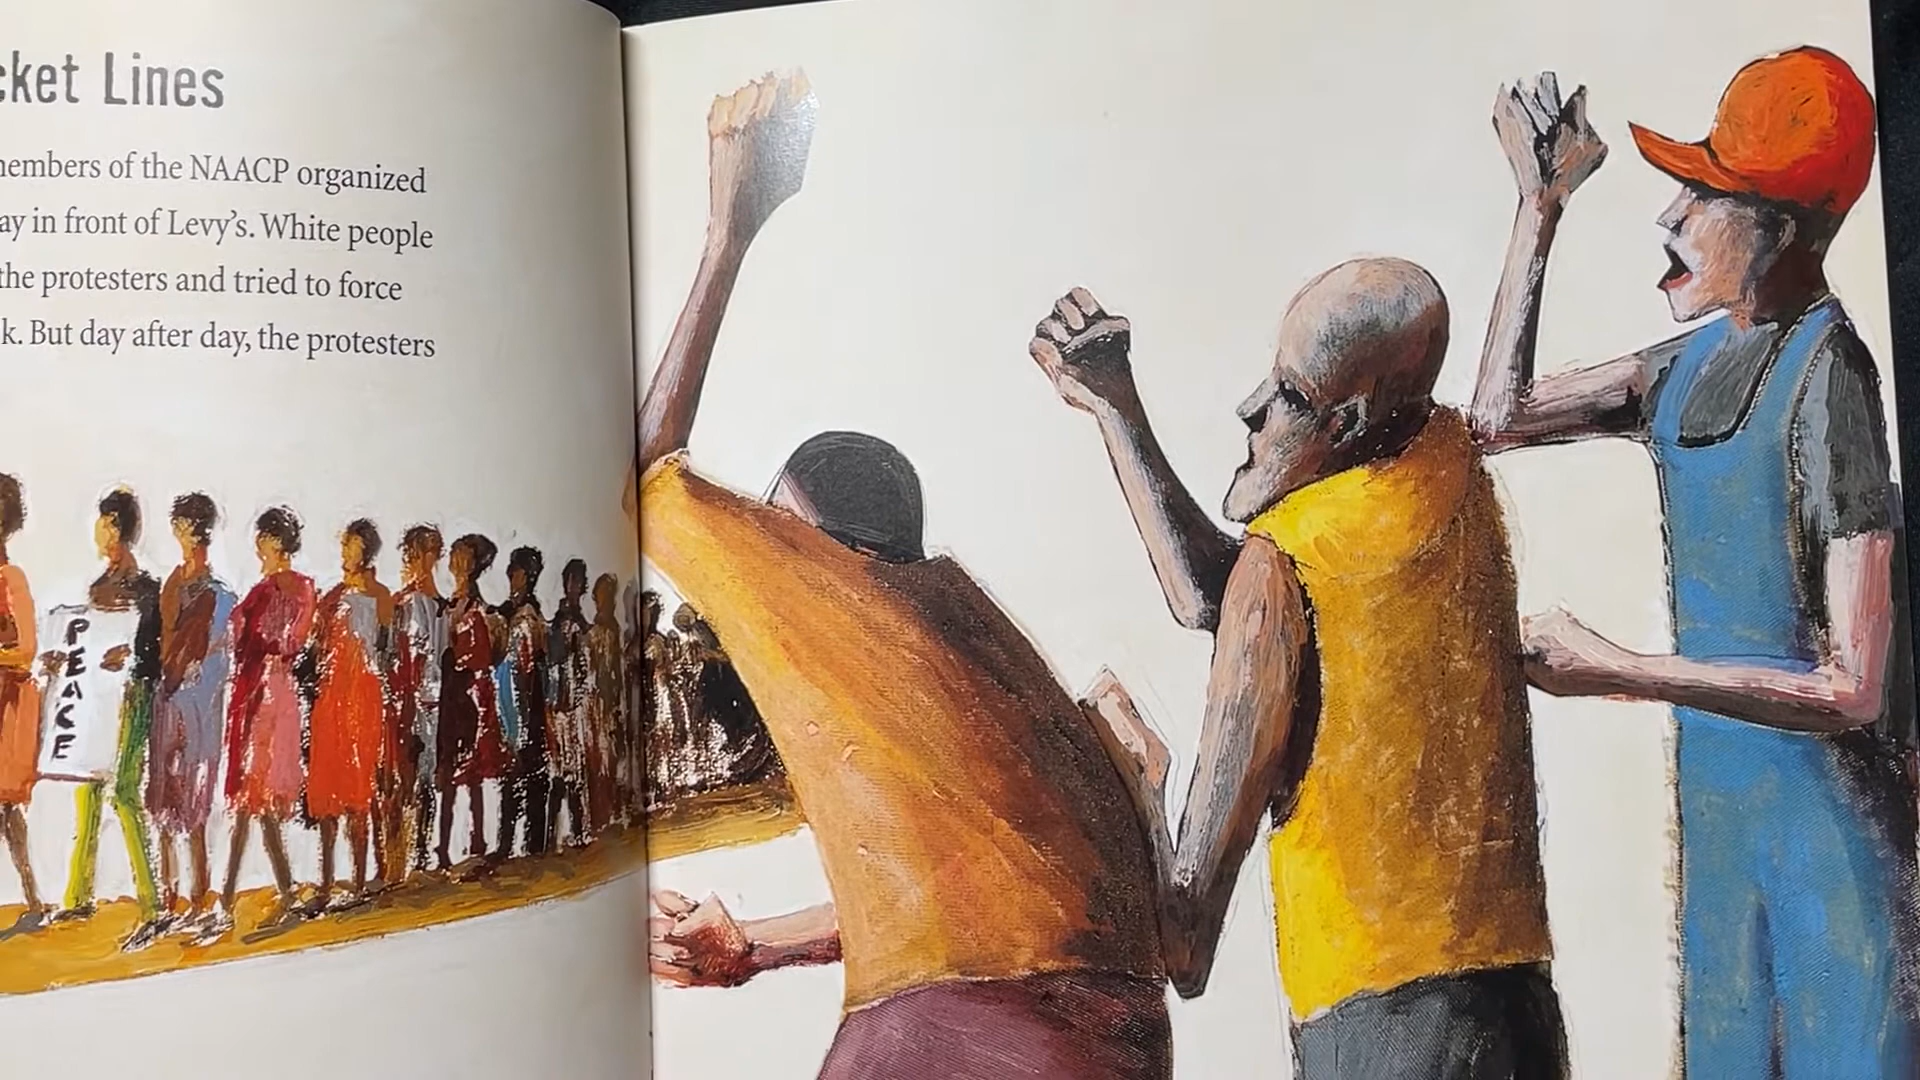 cket Lines
members of the NAACP organized
ay in front of Levy's. White people
the protesters and tried to force
k. But day after day, the protesters
PEACE